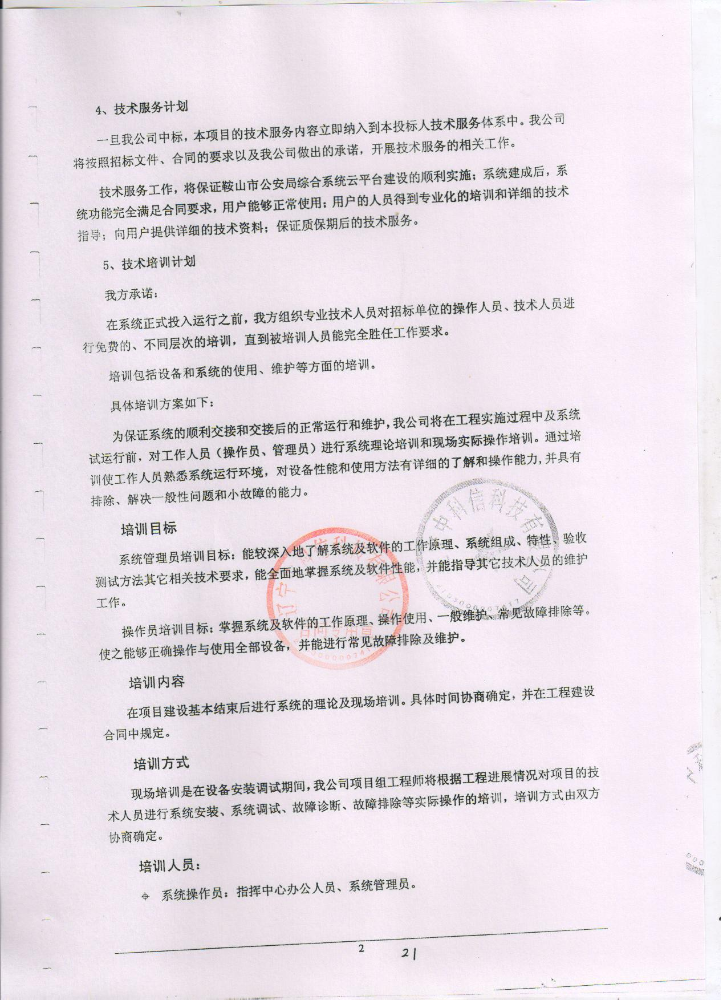 4、技术服务计划
一旦我公司中标，本项目的技术服务内容立即纳入到本投标人技术服务体系中。我公司
将按照招标文件、合同的要求以及我公司做出的承诺，开展技术服务的相关工作。
技术服务工作，将保证鞍山市公安局综合系统云平台建设的顺利实施；系统建成后，系
统功能完全满足合同要求，用户能够正常使用；用户的人员得到专业化的培训和详细的技术
指导；向用户提供详细的技术资料；保证质保期后的技术服务。
5、技术培训计划
我方承诺：
在系统正式投入运行之前，我方组织专业技术人员对招标单位的操作人员、技术人员进
行免费的、不同层次的培训，直到被培训人员能完全胜任工作要求。
培训包括设备和系统的使用、维护等方面的培训。
具体培训方案如下：
为保证系统的顺利交接和交接后的正常运行和维护，我公司将在工程实施过程中及系统
试运行前，对工作人员（操作员、管理员）进行系统理论培训和现场实际操作培训。通过培
训使工作人员熟悉系统运行环境，对设备性能和使用方法有详细的了解和操作能力，并具有
排除、解决一般性问题和小故障的能力。
中科信科技有限公司
2103000007417
培训目标
系统管理员培训目标：能较深入地了解系统及软件的工作原理、系统组成、特性、验收
测试方法其它相关技术要求，能全面地掌握系统及软件性能，并能指导其它技术人员的维护
工作。
辽宁 科信科技有限公司
合同专用章
操作员培训目标：掌握系统及软件的工作原理、操作使用、一般维护、常见故障排除等。
使之能够正确操作与使用全部设备，并能进行常见故障排除及维护。
培训内容
在项目建设基本结束后进行系统的理论及现场培训。具体时间协商确定，并在工程建设
合同中规定。
培训方式
现场培训是在设备安装调试期间，我公司项目组工程师将根据工程进展情况对项目的技
术人员进行系统安装、系统调试、故障诊断、故障排除等实际操作的培训，培训方式由双方
协商确定。
培训人员：
系统操作员：指挥中心办公人员、系统管理员。
2
21